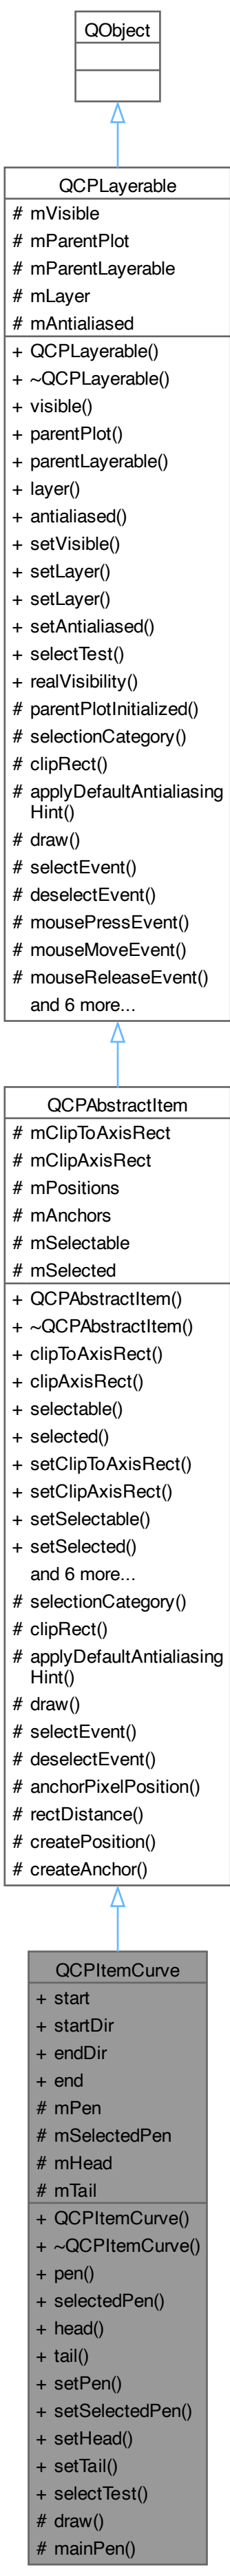 QObject
QCPLayerable
# mVisible
# mParentPlot
# mParentLayerable
# mLayer
# mAntialiased
+ QCPLayerable()
+ ~QCPLayerable()
+ visible()
+ parentPlot()
+ parentLayerable()
+ layer()
+ antialiased()
+ setVisible()
+ setLayer()
+ setLayer()
+ setAntialiased()
+ selectTest()
+ realVisibility()
# parentPlotInitialized()
# selectionCategory()
# clipRect()
# applyDefaultAntialiasing
Hint()
# draw()
# selectEvent()
# deselectEvent()
# mousePressEvent()
# mouseMoveEvent()
# mouseReleaseEvent()
and 6 more...
QCPAbstractItem
# mClipToAxisRect
# mClipAxisRect
# mPositions
# mAnchors
# mSelectable
# mSelected
+ QCPAbstractItem()
+ ~QCPAbstractItem()
+ clipToAxisRect()
+ clipAxisRect()
+ selectable()
+ selected()
+ setClipToAxisRect()
+ setClipAxisRect()
+ setSelectable()
+ setSelected()
and 6 more...
# selectionCategory()
# clipRect()
# applyDefaultAntialiasing
Hint()
# draw()
# selectEvent()
# deselectEvent()
# anchorPixelPosition()
# rectDistance()
# createPosition()
# createAnchor()
QCPItemCurve
+ start
+ startDir
+ endDir
+ end
# mPen
# mSelectedPen
# mHead
# mTail
+ QCPItemCurve()
+ ~QCPItemCurve()
+ pen()
+ selectedPen()
+ head()
+ tail()
+ setPen()
+ setSelectedPen()
+ setHead()
+ setTail()
+ selectTest()
# draw()
# mainPen()